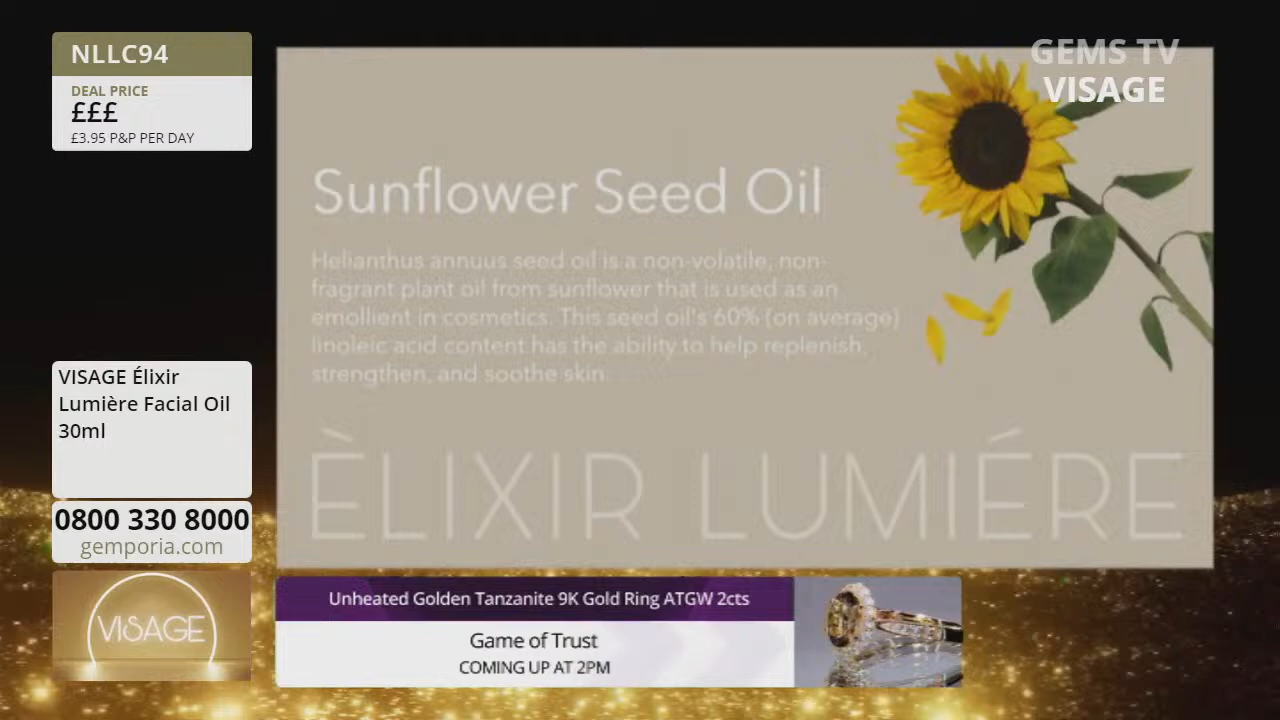 NLLC94
DEAL PRICE
£££
£3.95 P&P PER DAY
GEMS TV
VISAGE
Sunflower Seed Oil
Helianthus annuus seed oil is a non-volatile, non-
fragrant plant oil from sunflower that is used as an
emollient in cosmetics. This seed oil's 60% (on average)
linoleic acid content has the ability to help replenish,
strengthen, and soothe skin.
ÈLIXIR LUMIÉRE
VISAGE Élixir
Lumière Facial Oil
30ml
0800 330 8000
gemporia.com
VISAGE
Unheated Golden Tanzanite 9K Gold Ring ATGW 2cts
Game of Trust
COMING UP AT 2PM